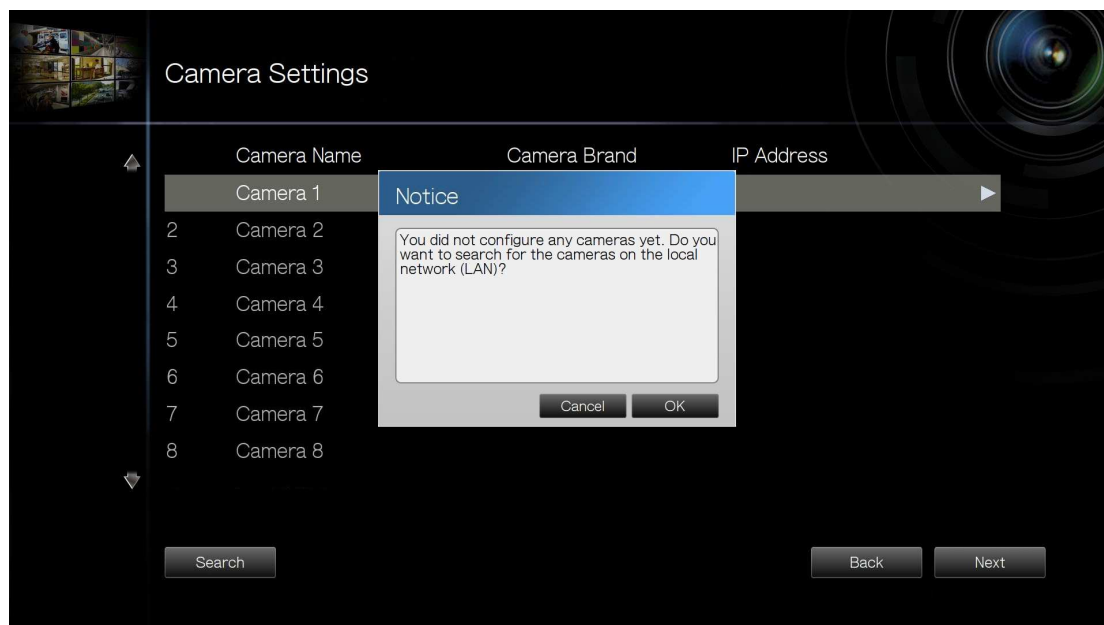 Camera Settings
Camera Name Camera Brand IP Address
Camera 1
2 Camera 2
3 Camera 3
4 Camera 4
5 Camera 5
6 Camera 6
7 Camera 7
8 Camera 8
Notice
You did not configure any cameras yet. Do you
want to search for the cameras on the local
network (LAN)?
Cancel OK
Search Back Next